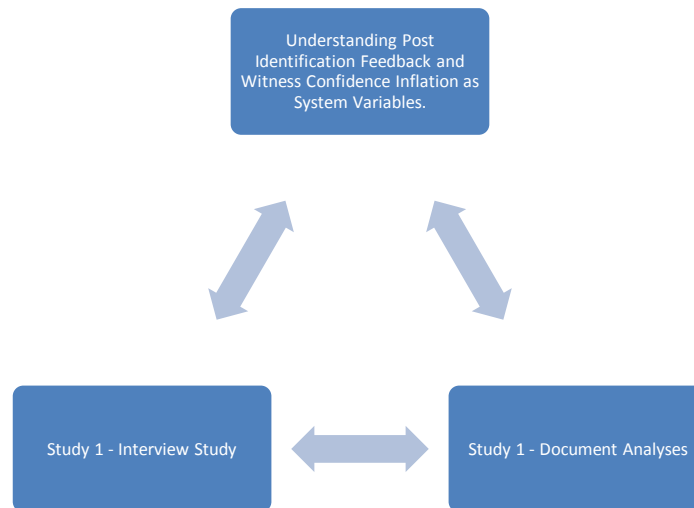 Understanding Post
Identification Feedback and
Witness Confidence Inflation as
System Variables.
Study 1 - Interview Study
Study 1 - Document Analyses